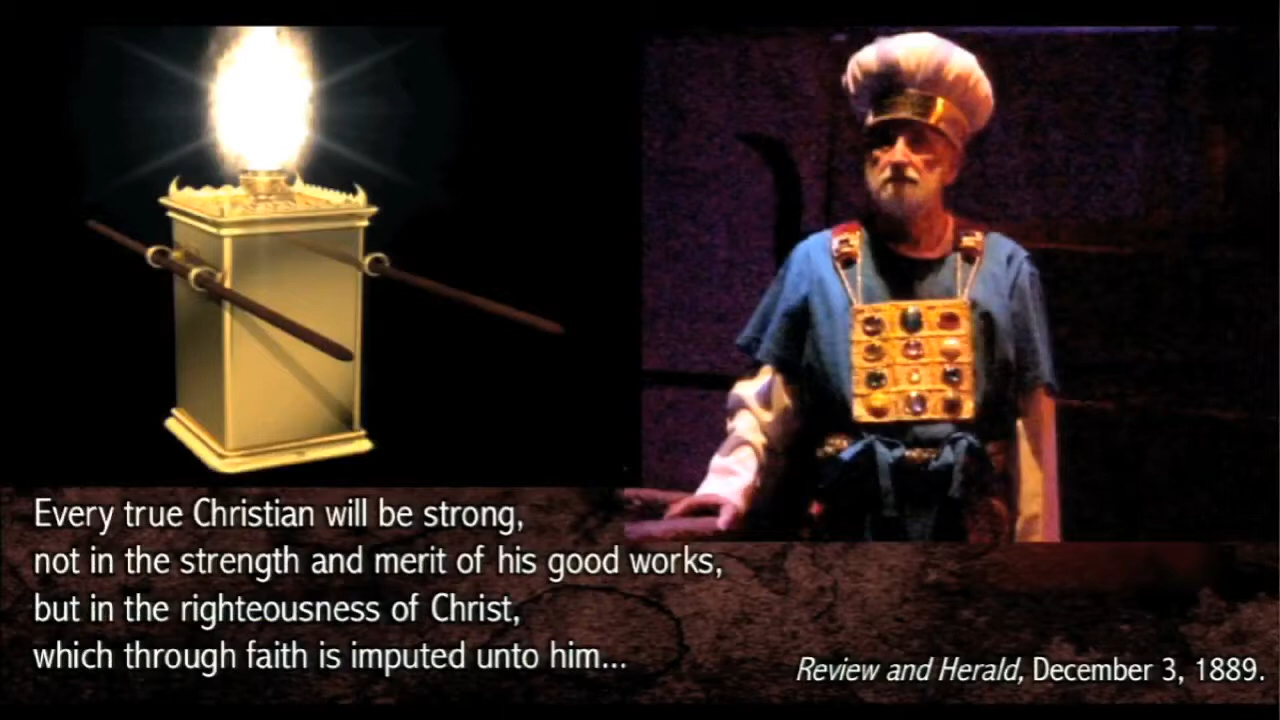 Every true Christian will be strong,
not in the strength and merit of his good works,
but in the righteousness of Christ,
which through faith is imputed unto him...
Review and Herald, December 3, 1889.